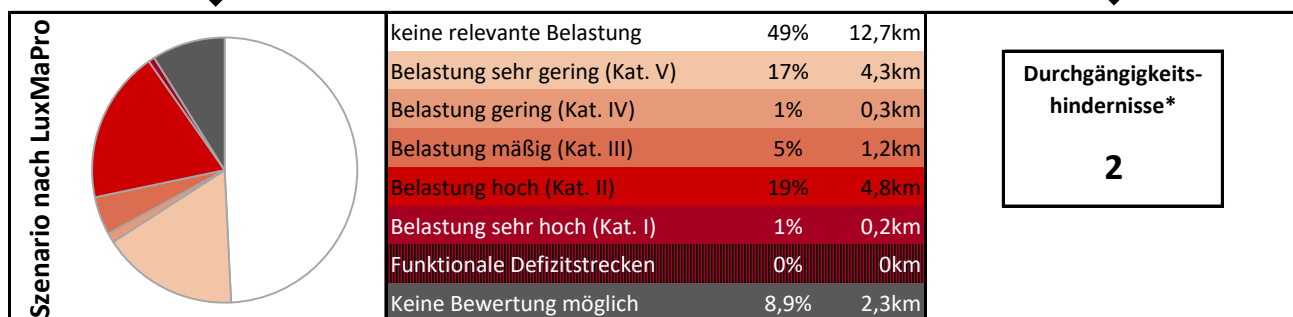 Szenario nach LuxMaPro
keine relevante Belastung 49% 12,7km
Belastung sehr gering (Kat. V) 17% 4,3km
Belastung gering (Kat. IV) 1% 0,3km
Belastung mäßig (Kat. III) 5% 1,2km
Belastung hoch (Kat. II) 19% 4,8km
Belastung sehr hoch (Kat. I) 1% 0,2km
Funktionale Defizitstrecken 0% 0km
Keine Bewertung möglich 8,9% 2,3km
Durchgängigkeits-
hindernisse*
2